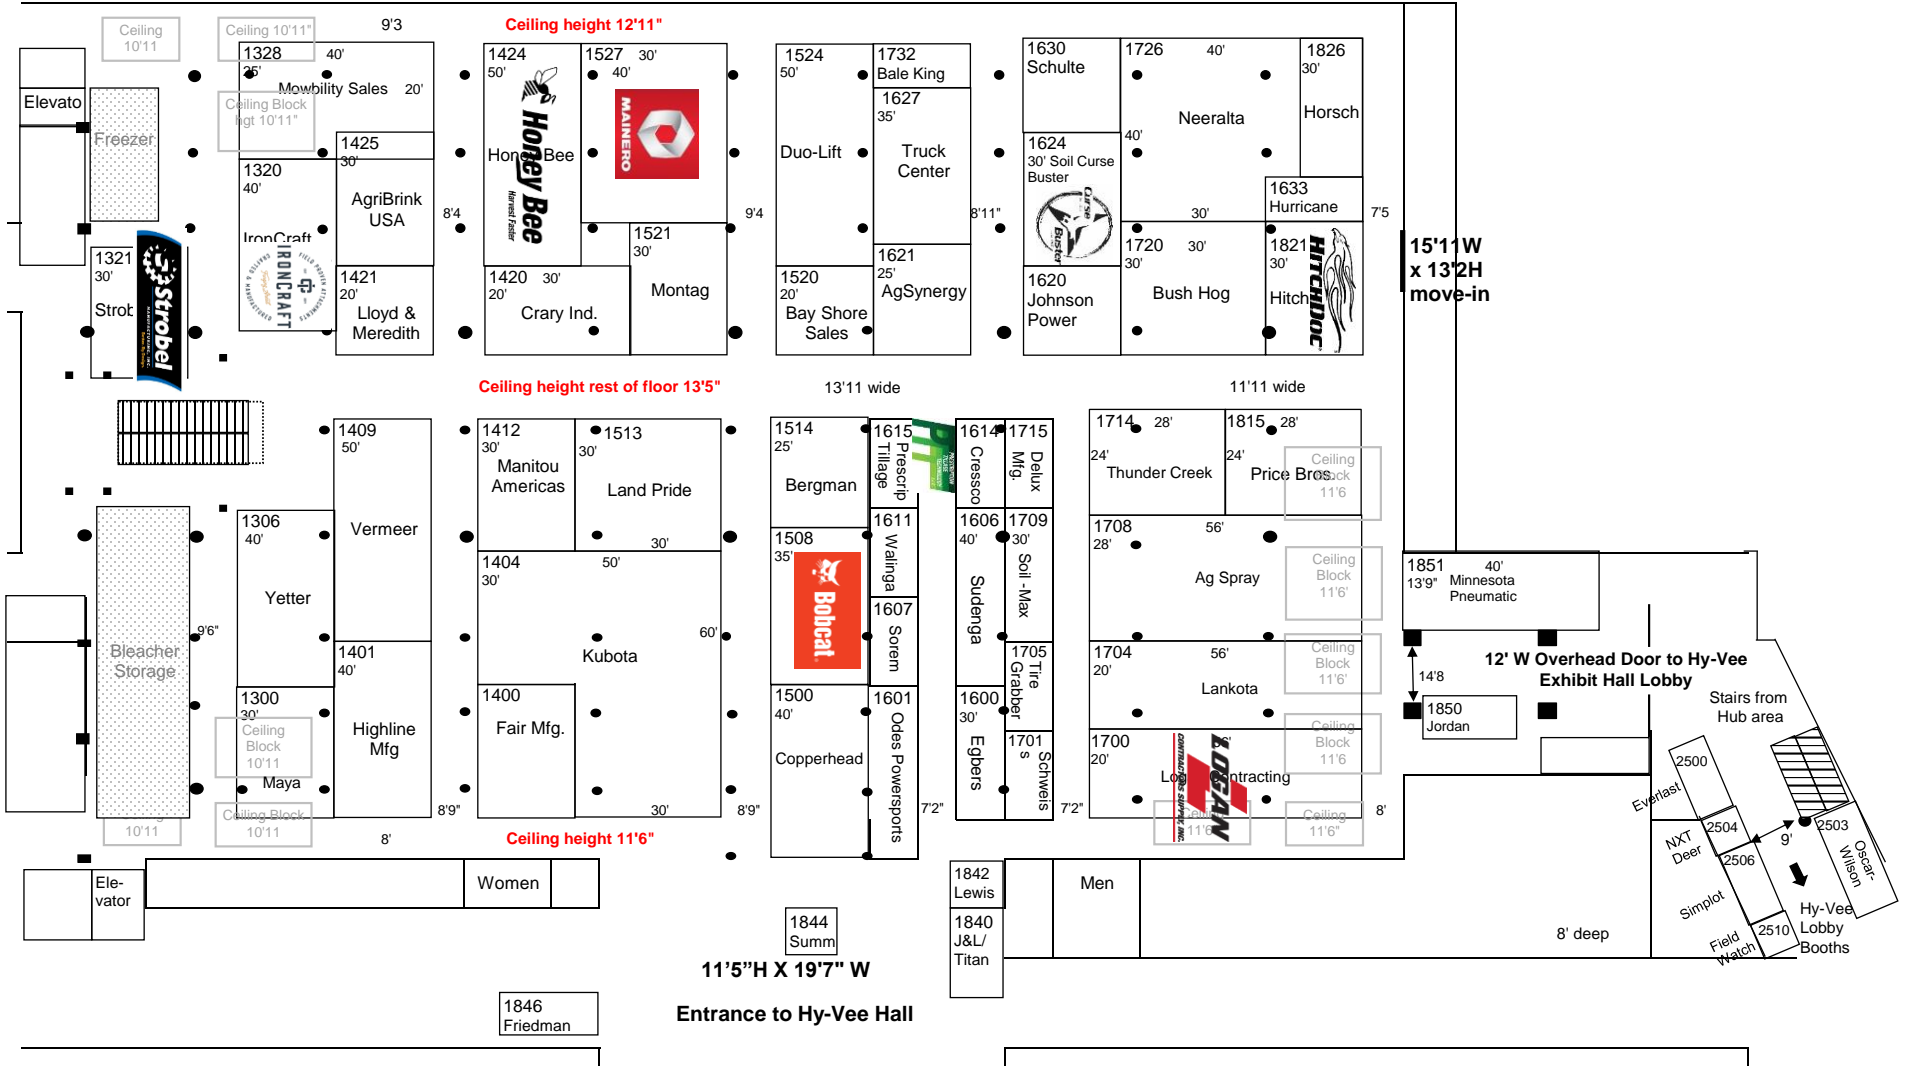 Ceiling
10'11
Ceiling 10'11"
9'3
Ceiling height 12'11"
1328
40'
25'
Mowbility Sales
20'
Ceiling Block
hgt 10'11"
Elevato
Freezer
1425
30'
AgriBrink
USA
1320
40'
IronCraft
IRONCRAFT
1421
20'
Lloyd &
Meredith
8'4
1321
30'
Strob
Strobel
MANUFACTURING, INC.
1424
50'
Honey Bee
Honey Bee
Harvest Faster
1527
30'
40'
MAINERO
1521
30'
Montag
1420
30'
20'
Crary Ind.
9'4
1524
50'
Duo-Lift
1732
Bale King
1627
35'
Truck
Center
1621
25'
AgSynergy
1520
20'
Bay Shore
Sales
8'11"
1630
Schulte
1624
30' Soil Curse
Buster
Curse
Buster
1620
Johnson
Power
1726
40'
Neeralta
40'
30'
1826
30'
Horsch
1633
Hurricane
1720
30'
30'
Bush Hog
1821
30'
Hitch
HITCHDOC
7'5
15'11W
x 13'2H
move-in
Ceiling height rest of floor 13'5"
13'11 wide
11'11 wide
1409
50'
Vermeer
1306
40'
Yetter
1401
40'
Highline
Mfg
1300
30'
Ceiling
Block
10'11
Maya
Ceiling Block
10'11
10'11
Bleacher
Storage
9'6"
1412
30'
Manitou
Americas
1513
30'
Land Pride
30'
1404
30'
50'
60'
Kubota
30'
1400
Fair Mfg.
8'9"
8'9"
8'
Ceiling height 11'6"
1514
25'
Bergman
1508
35'
Bobcat.
1500
40'
Copperhead
1615
Prescrip
Tillage
1611
Walinga
1607
Sorem
1601
Odes Powersports
7'2"
1614
Cressco
1606
40'
Sudenga
1600
30'
Egbers
1715
Delux
Mfg.
1709
30'
Soil -Max
1705
Tire
Grabber
1701
Schweis
s
7'2"
1714
28'
24'
Thunder Creek
1815
28'
24'
Price Bros.
Ceiling
Block
11'6
1708
56'
28'
Ag Spray
Ceiling
Block
11'6'
1704
56'
20'
Lankota
Ceiling
Block
11'6'
1700
20'
Logan Contracting
LOGAN
CONTRACTORS SUPPLY, INC.
Ceiling
Block
11'6
Ceiling
11'6"
Ceiling
11'6"
8'
1851
40'
13'9"
Minnesota
Pneumatic
12' W Overhead Door to Hy-Vee
Exhibit Hall Lobby
14'8
1850
Jordan
Stairs from
Hub area
2500
Everlast
2504
NXT
Deer
2506
Simplot
2510
Field
Watch
9'
2503
Oscar-
Wilson
Hy-Vee
Lobby
Booths
8' deep
Ele-
vator
Women
Men
1842
Lewis
1840
J&L/
Titan
1844
Summ
11’5”H X 19'7" W
Entrance to Hy-Vee Hall
1846
Friedman